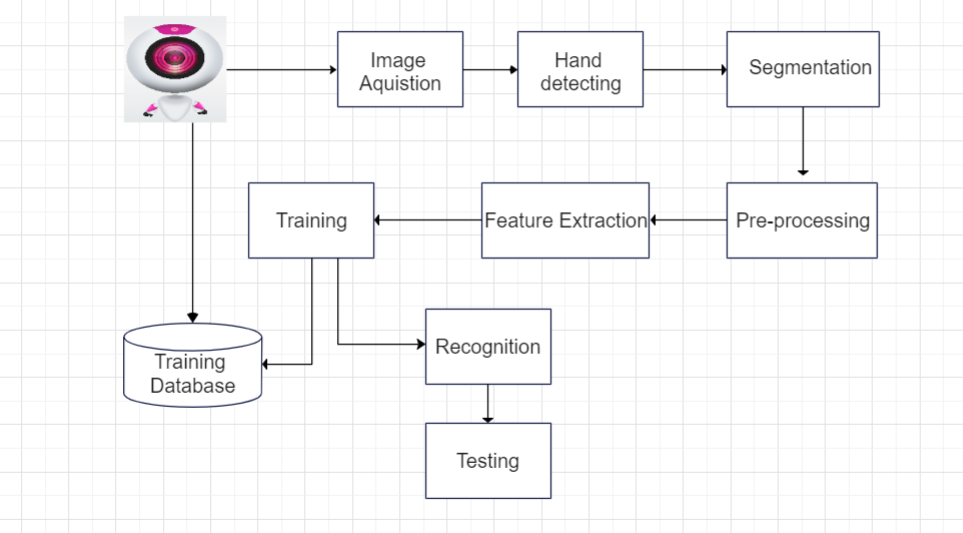 Image
Aquistion
Hand
detecting
Segmentation
Training
Feature Extraction
Pre-processing
Recognition
Training
Database
Testing